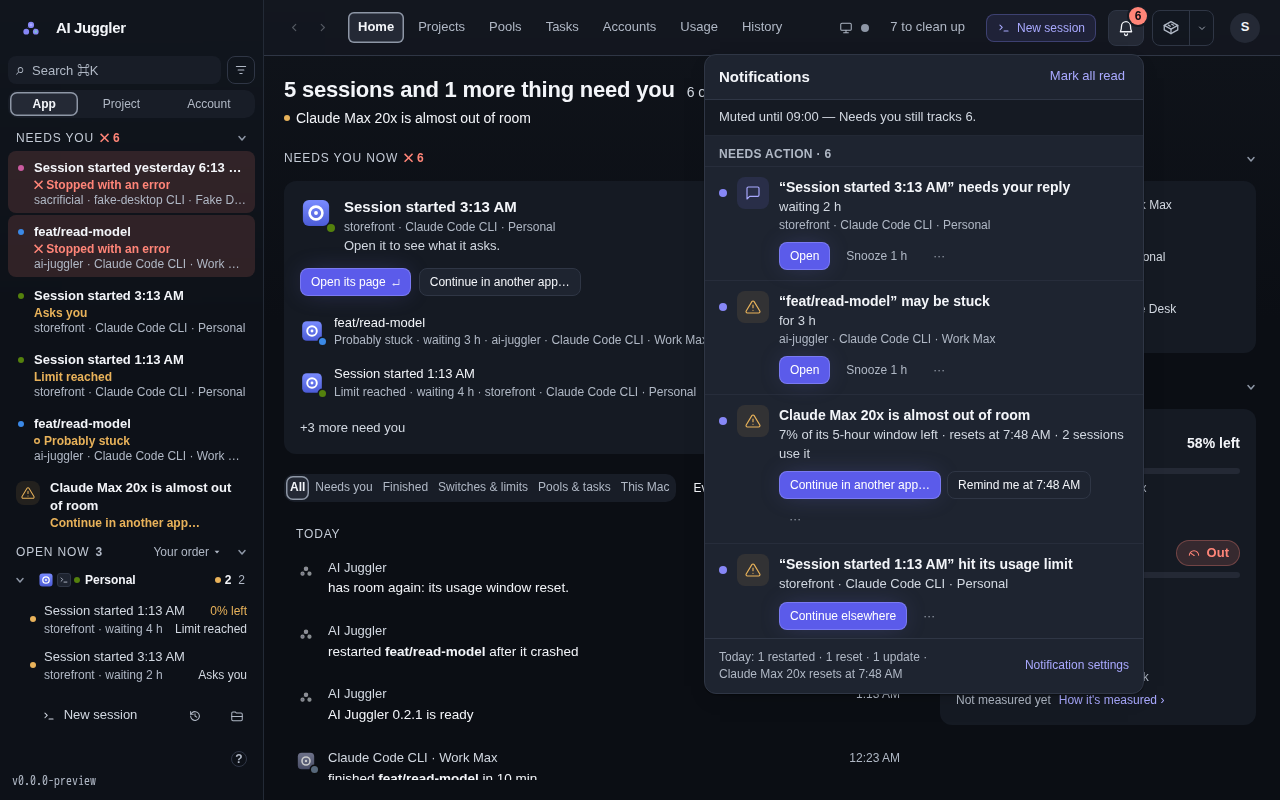 AI Juggler
Search ⌘K
App Project Account
NEEDS YOU 6
Session started yesterday 6:13 …
Stopped with an error
sacrificial · fake-desktop CLI · Fake D…
feat/read-model
Stopped with an error
ai-juggler · Claude Code CLI · Work …
Session started 3:13 AM
Asks you
storefront · Claude Code CLI · Personal
Session started 1:13 AM
Limit reached
storefront · Claude Code CLI · Personal
feat/read-model
Probably stuck
ai-juggler · Claude Code CLI · Work …
Claude Max 20x is almost out
of room
Continue in another app…
OPEN NOW 3 Your order
Personal 2 2
Session started 1:13 AM 0% left
storefront · waiting 4 h Limit reached
Session started 3:13 AM
storefront · waiting 2 h Asks you
New session
?
v0.0.0-preview
Home Projects Pools Tasks Accounts Usage History
7 to clean up
New session
6
S
5 sessions and 1 more thing need you 6 o
Claude Max 20x is almost out of room
NEEDS YOU NOW 6
Session started 3:13 AM
storefront · Claude Code CLI · Personal
Open it to see what it asks.
Open its page Continue in another app…
feat/read-model
Probably stuck · waiting 3 h · ai-juggler · Claude Code CLI · Work Max
Session started 1:13 AM
Limit reached · waiting 4 h · storefront · Claude Code CLI · Personal
+3 more need you
All Needs you Finished Switches & limits Pools & tasks This Mac Ev
TODAY
AI Juggler
has room again: its usage window reset.
AI Juggler
restarted feat/read-model after it crashed
AI Juggler
AI Juggler 0.2.1 is ready
1:13 AM
Claude Code CLI · Work Max 12:23 AM
finished feat/read-model in 10 min
Notifications Mark all read
Muted until 09:00 — Needs you still tracks 6.
NEEDS ACTION · 6
“Session started 3:13 AM” needs your reply
waiting 2 h
storefront · Claude Code CLI · Personal
Open Snooze 1 h ···
“feat/read-model” may be stuck
for 3 h
ai-juggler · Claude Code CLI · Work Max
Open Snooze 1 h ···
Claude Max 20x is almost out of room
7% of its 5-hour window left · resets at 7:48 AM · 2 sessions
use it
Continue in another app… Remind me at 7:48 AM
···
“Session started 1:13 AM” hit its usage limit
storefront · Claude Code CLI · Personal
Continue elsewhere ···
Today: 1 restarted · 1 reset · 1 update ·
Claude Max 20x resets at 7:48 AM
Notification settings
Max
onal
Desk
58% left
Out
Not measured yet How it's measured ›